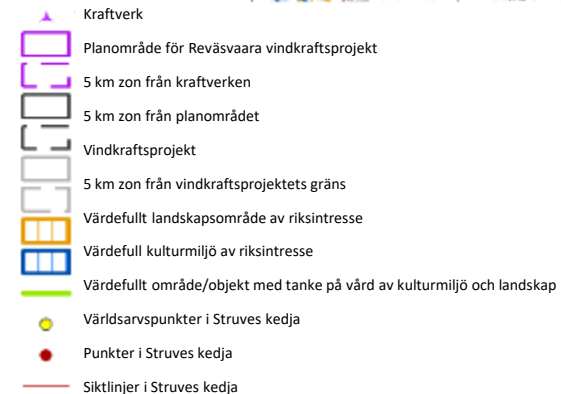 Kraftverk
Planområde för Reväsvaara vindkraftsprojekt
5 km zon från kraftverken
5 km zon från planområdet
Vindkraftsprojekt
5 km zon från vindkraftsprojektets gräns
Värdefullt landskapsområde av riksintresse
Värdefull kulturmiljö av riksintresse
Värdefullt område/objekt med tanke på vård av kulturmiljö och landskap
Världsarvspunkter i Struves kedja
Punkter i Struves kedja
Siktlinjer i Struves kedja